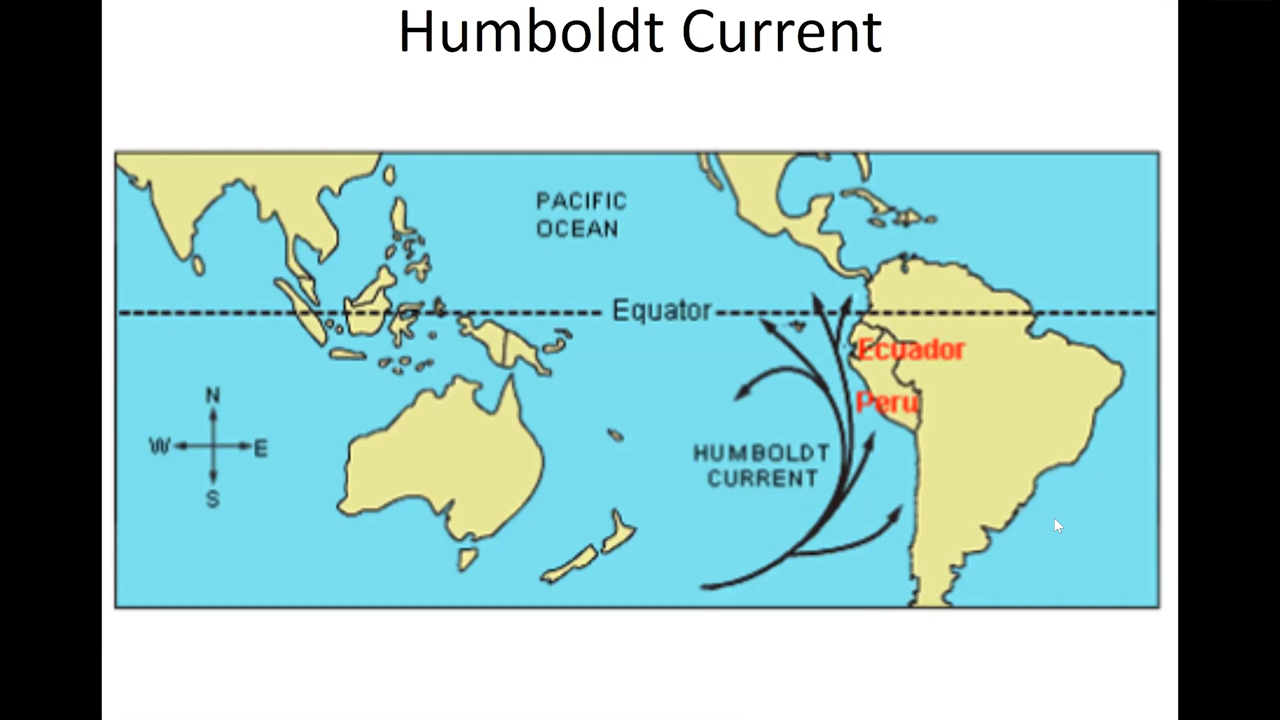 Humboldt Current
PACIFIC
OCEAN
Equator
Ecuador
Peru
N
W E
S
HUMBOLDT
CURRENT